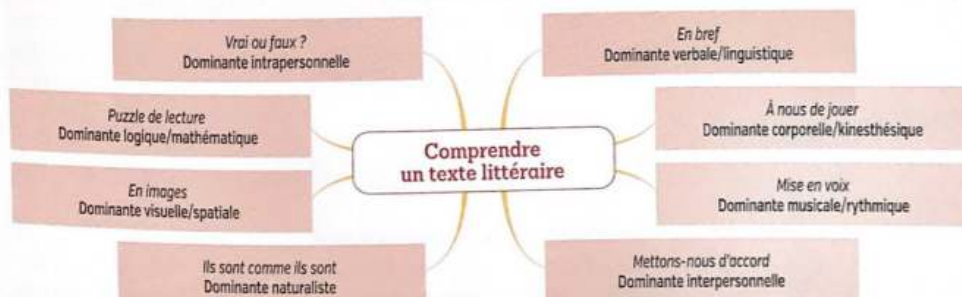 Vrai ou faux ?
Dominante intrapersonnelle
Puzzle de lecture
Dominante logique/mathématique
En images
Dominante visuelle/spatiale
Ils sont comme ils sont
Dominante naturaliste
Comprendre
un texte littéraire
En bref
Dominante verbale/linguistique
À nous de jouer
Dominante corporelle/kinesthésique
Mise en voix
Dominante musicale/rythmique
Mettons-nous d'accord
Dominante interpersonnelle